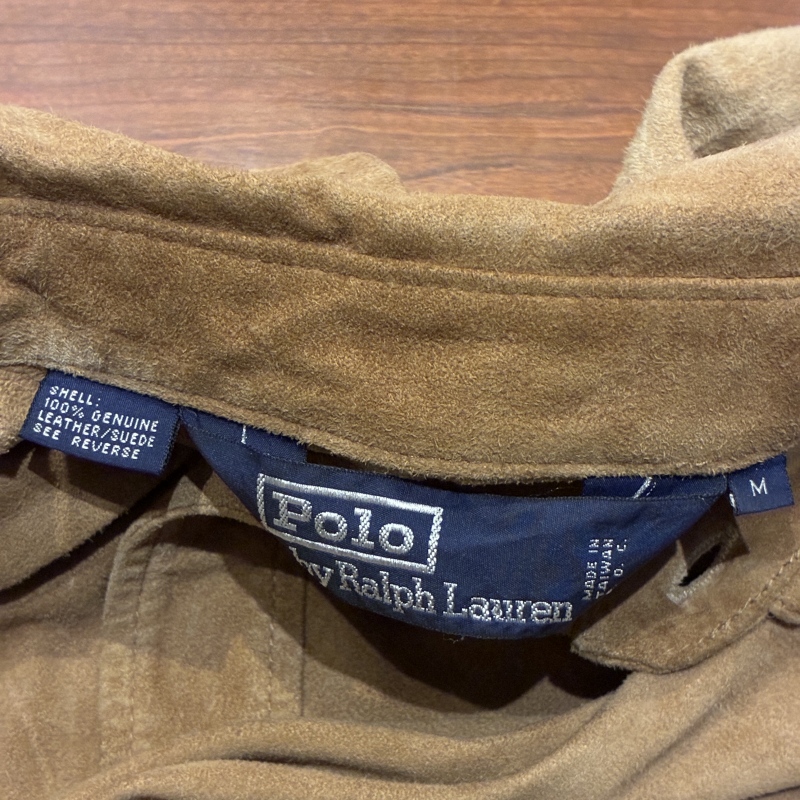 SHELL:
100% GENUINE
LEATHER/SUEDE
SEE REVERSE
Polo
by Ralph Lauren
MADE IN
TAIWAN
M